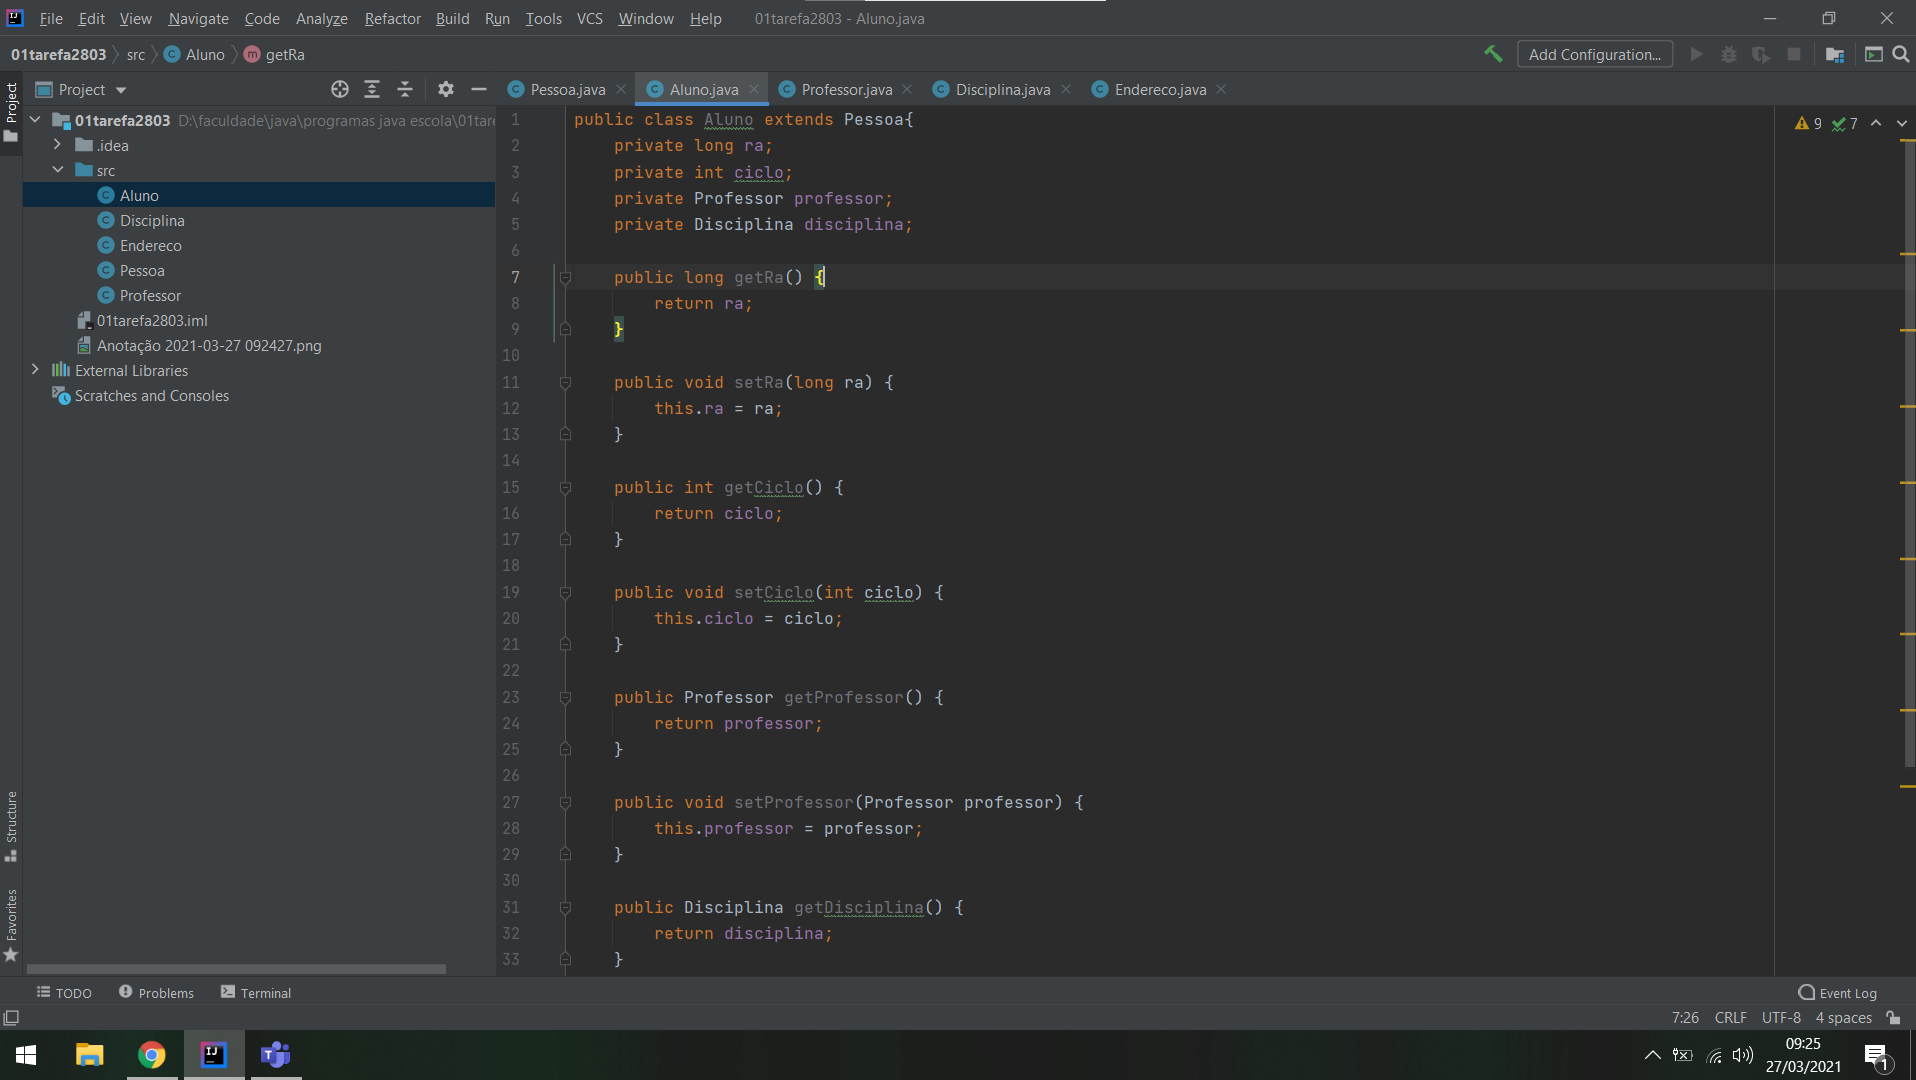 File Edit View Navigate Code Analyze Refactor Build Run Tools VCS Window Help 01tarefa2803 - Aluno.java
01tarefa2803 src Aluno getRa Add Configuration...
Project
Project
Pessoa.java Aluno.java Professor.java Disciplina.java Endereco.java
01tarefa2803 D:\faculdade\java\programas java escola\01tare
.idea
src
Aluno
Disciplina
Endereco
Pessoa
Professor
01tarefa2803.iml
Anotação 2021-03-27 092427.png
External Libraries
Scratches and Consoles
9 7
1 public class Aluno extends Pessoa{
2 private long ra;
3 private int ciclo;
4 private Professor professor;
5 private Disciplina disciplina;
6
7 public long getRa() {
8 return ra;
9 }
10
11 public void setRa(long ra) {
12 this.ra = ra;
13 }
14
15 public int getCiclo() {
16 return ciclo;
17 }
18
19 public void setCiclo(int ciclo) {
20 this.ciclo = ciclo;
21 }
22
23 public Professor getProfessor() {
24 return professor;
25 }
26
27 public void setProfessor(Professor professor) {
28 this.professor = professor;
29 }
30
31 public Disciplina getDisciplina() {
32 return disciplina;
33 }
Structure
Favorites
TODO Problems Terminal Event Log
7:26 CRLF UTF-8 4 spaces
09:25
27/03/2021
1